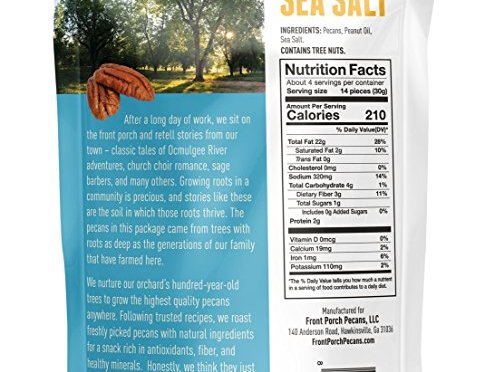 SEA SALT
INGREDIENTS: Pecans, Peanut Oil,
Sea Salt.
CONTAINS TREE NUTS.
Nutrition Facts
About 4 servings per container
Serving size 14 pieces (30g)
Amount Per Serving
Calories 210
% Daily Value(DV)*
Total Fat 22g 28%
Saturated Fat 2g 10%
Trans Fat 0g
Cholesterol 0mg 0%
Sodium 320mg 14%
Total Carbohydrate 4g 1%
Dietary Fiber 3g 11%
Total Sugars 1g
Includes 0g Added Sugars 0%
Protein 2g
Vitamin D 0mcg 0%
Calcium 19mg 2%
Iron 1mg 6%
Potassium 110mg 2%
*The % Daily Value tells you how much a nutrient
in a serving of food contributes to a daily diet.
Manufactured for
Front Porch Pecans, LLC
140 Anderson Road, Hawkinsville, Ga 31036
FrontPorchPecans.com
After a long day of work, we sit on
the front porch and retell stories from our
town – classic tales of Ocmulgee River
adventures, church choir romance, sage
barbers, and many others. Growing roots in a
community is precious, and stories like these
are the soil in which those roots thrive. The
pecans in this package came from trees with
roots as deep as the generations of our family
that have farmed here.
We nurture our orchard's hundred-year-old
trees to grow the highest quality pecans
anywhere. Following trusted recipes, we roast
freshly picked pecans with natural ingredients
for a snack rich in antioxidants, fiber, and
healthy minerals. Honestly, we think they just